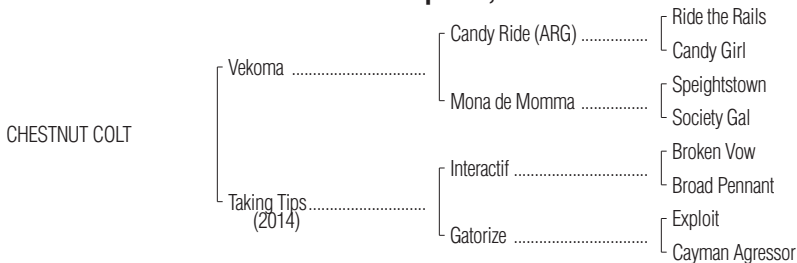 Ride the Rails
Candy Ride (ARG) ................
Candy Girl
Vekoma ................................
Speightstown
Mona de Momma ................
Society Gal
CHESTNUT COLT
Broken Vow
Interactif ................................
Broad Pennant
Taking Tips............................
(2014)
Exploit
Gatorize ................................
Cayman Agressor